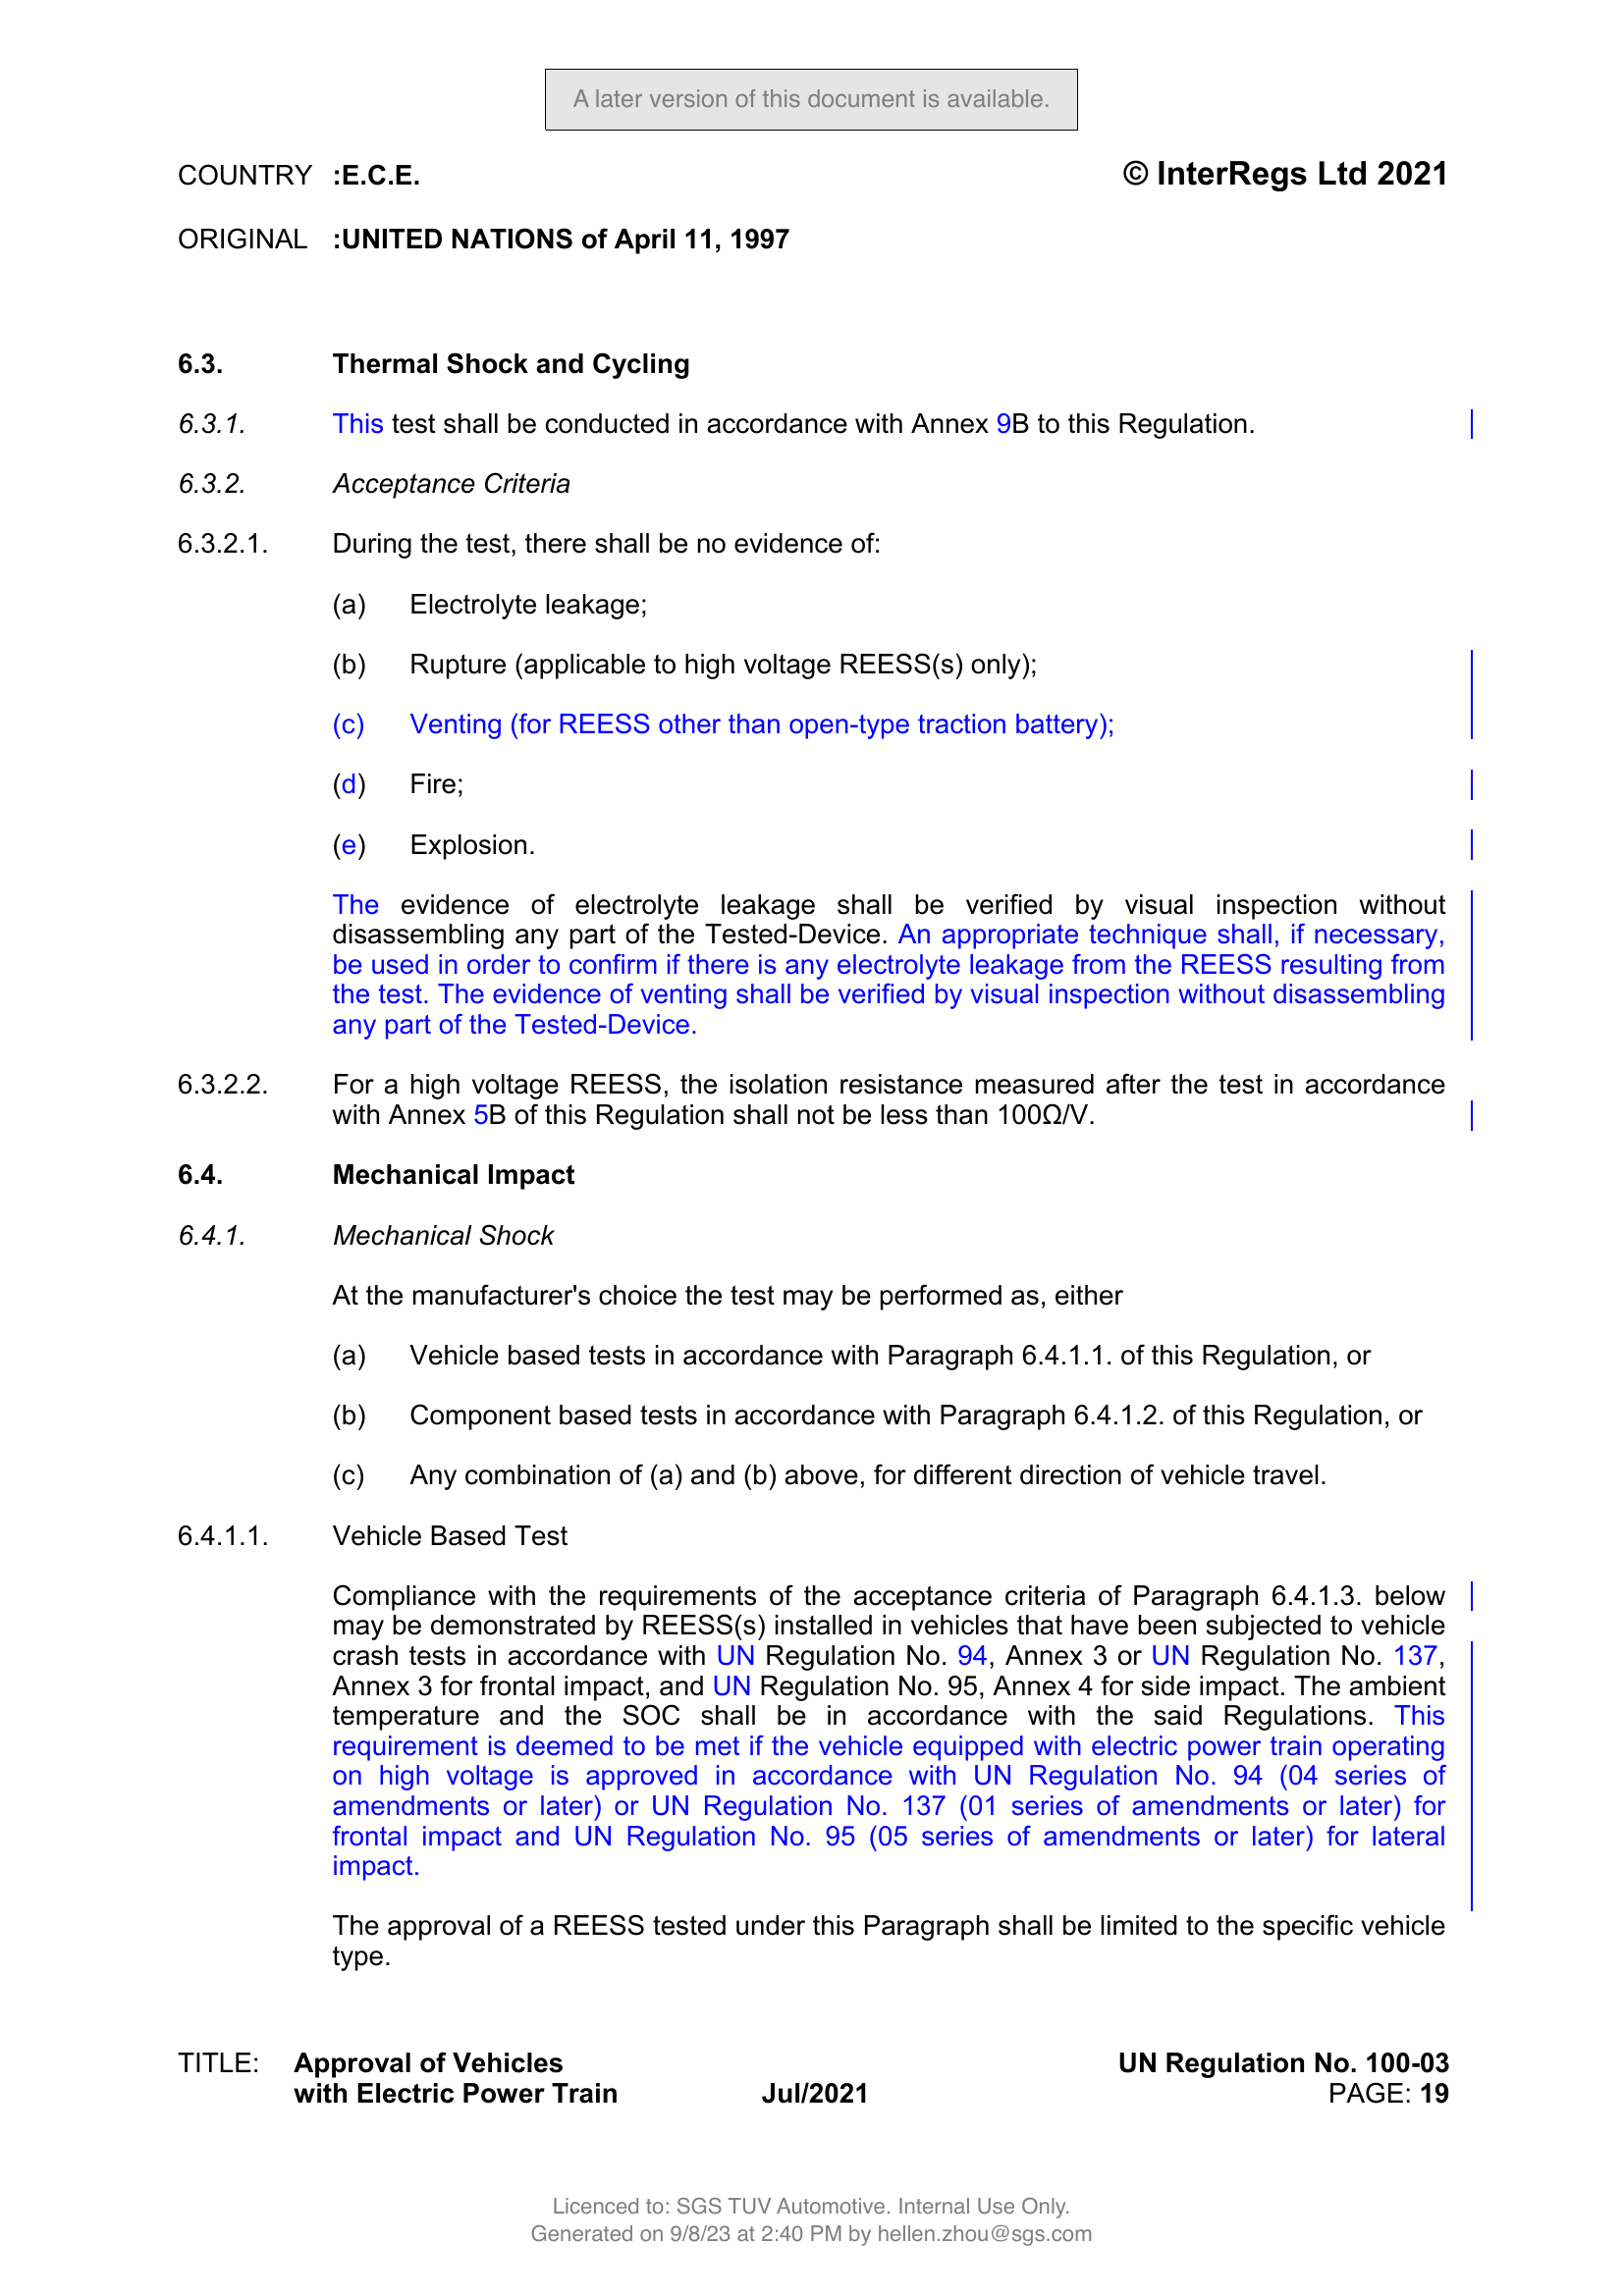 A later version of this document is available.
COUNTRY :E.C.E. © InterRegs Ltd 2021
ORIGINAL :UNITED NATIONS of April 11, 1997
6.3. Thermal Shock and Cycling
6.3.1. This test shall be conducted in accordance with Annex 9B to this Regulation.
6.3.2. Acceptance Criteria
6.3.2.1. During the test, there shall be no evidence of:
(a) Electrolyte leakage;
(b) Rupture (applicable to high voltage REESS(s) only);
(c) Venting (for REESS other than open-type traction battery);
(d) Fire;
(e) Explosion.
The evidence of electrolyte leakage shall be verified by visual inspection without
disassembling any part of the Tested-Device. An appropriate technique shall, if necessary,
be used in order to confirm if there is any electrolyte leakage from the REESS resulting from
the test. The evidence of venting shall be verified by visual inspection without disassembling
any part of the Tested-Device.
6.3.2.2. For a high voltage REESS, the isolation resistance measured after the test in accordance
with Annex 5B of this Regulation shall not be less than 100Ω/V.
6.4. Mechanical Impact
6.4.1. Mechanical Shock
At the manufacturer's choice the test may be performed as, either
(a) Vehicle based tests in accordance with Paragraph 6.4.1.1. of this Regulation, or
(b) Component based tests in accordance with Paragraph 6.4.1.2. of this Regulation, or
(c) Any combination of (a) and (b) above, for different direction of vehicle travel.
6.4.1.1. Vehicle Based Test
Compliance with the requirements of the acceptance criteria of Paragraph 6.4.1.3. below
may be demonstrated by REESS(s) installed in vehicles that have been subjected to vehicle
crash tests in accordance with UN Regulation No. 94, Annex 3 or UN Regulation No. 137,
Annex 3 for frontal impact, and UN Regulation No. 95, Annex 4 for side impact. The ambient
temperature and the SOC shall be in accordance with the said Regulations. This
requirement is deemed to be met if the vehicle equipped with electric power train operating
on high voltage is approved in accordance with UN Regulation No. 94 (04 series of
amendments or later) or UN Regulation No. 137 (01 series of amendments or later) for
frontal impact and UN Regulation No. 95 (05 series of amendments or later) for lateral
impact.
The approval of a REESS tested under this Paragraph shall be limited to the specific vehicle
type.
TITLE: Approval of Vehicles UN Regulation No. 100-03
with Electric Power Train Jul/2021 PAGE: 19
Licenced to: SGS TUV Automotive. Internal Use Only.
Generated on 9/8/23 at 2:40 PM by hellen.zhou@sgs.com